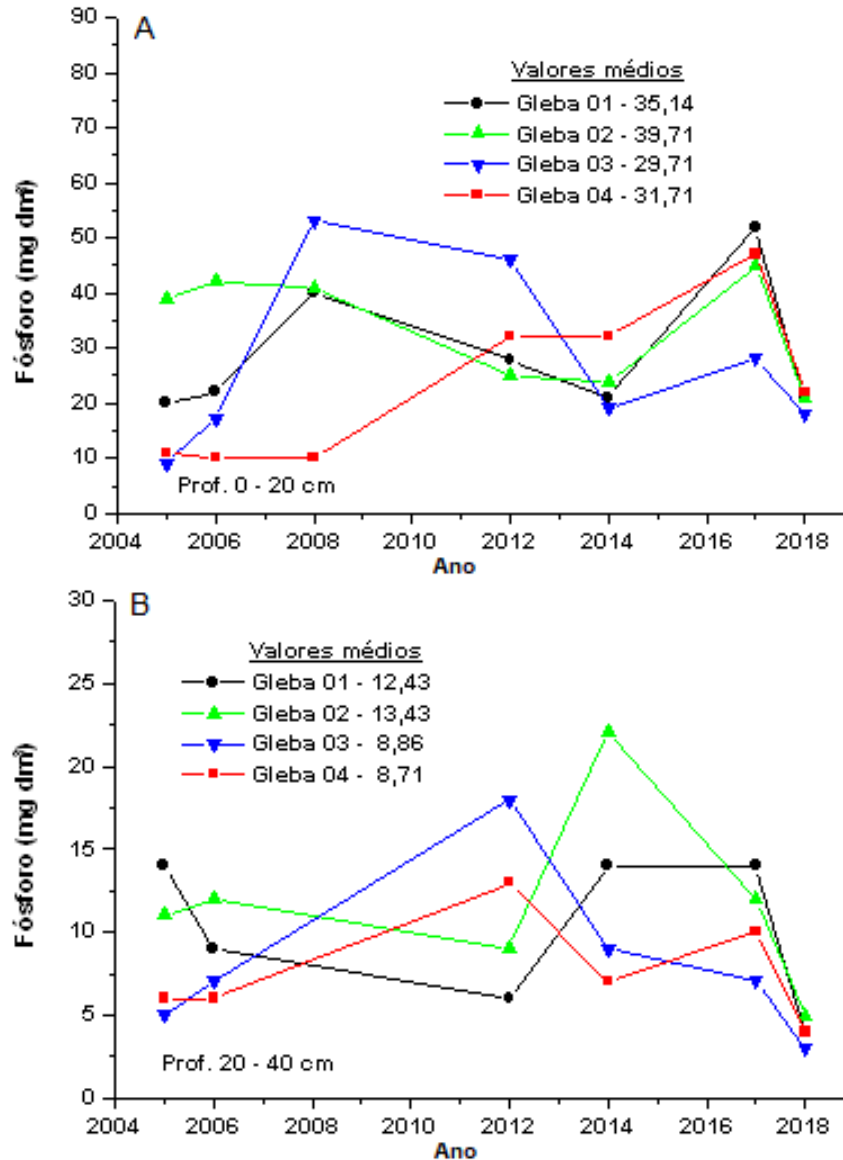 A
Valores médios
Gleba 01 - 35,14
Gleba 02 - 39,71
Gleba 03 - 29,71
Gleba 04 - 31,71
Fósforo (mg dm³)
90
80
70
60
50
40
30
20
10
0
Prof. 0 - 20 cm
2004 2006 2008 2010 2012 2014 2016 2018
Ano
B
Valores médios
Gleba 01 - 12,43
Gleba 02 - 13,43
Gleba 03 - 8,86
Gleba 04 - 8,71
Fósforo (mg dm³)
30
25
20
15
10
5
0
Prof. 20 - 40 cm
2004 2006 2008 2010 2012 2014 2016 2018
Ano